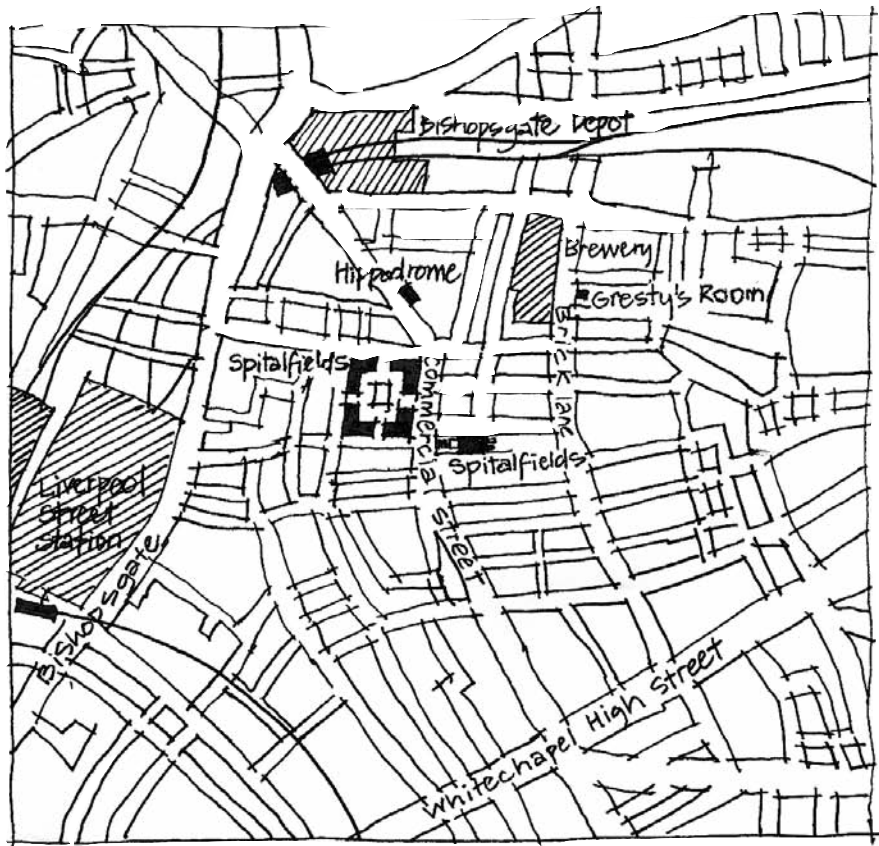 Bishopsgate Depot
Brewery
Hippodrome
Gresty's Room
Brick lane
Spitalfields
Commercial Street
Spitalfields
Liverpool
Street
Station
Bishopsgate
Whitechapel High Street